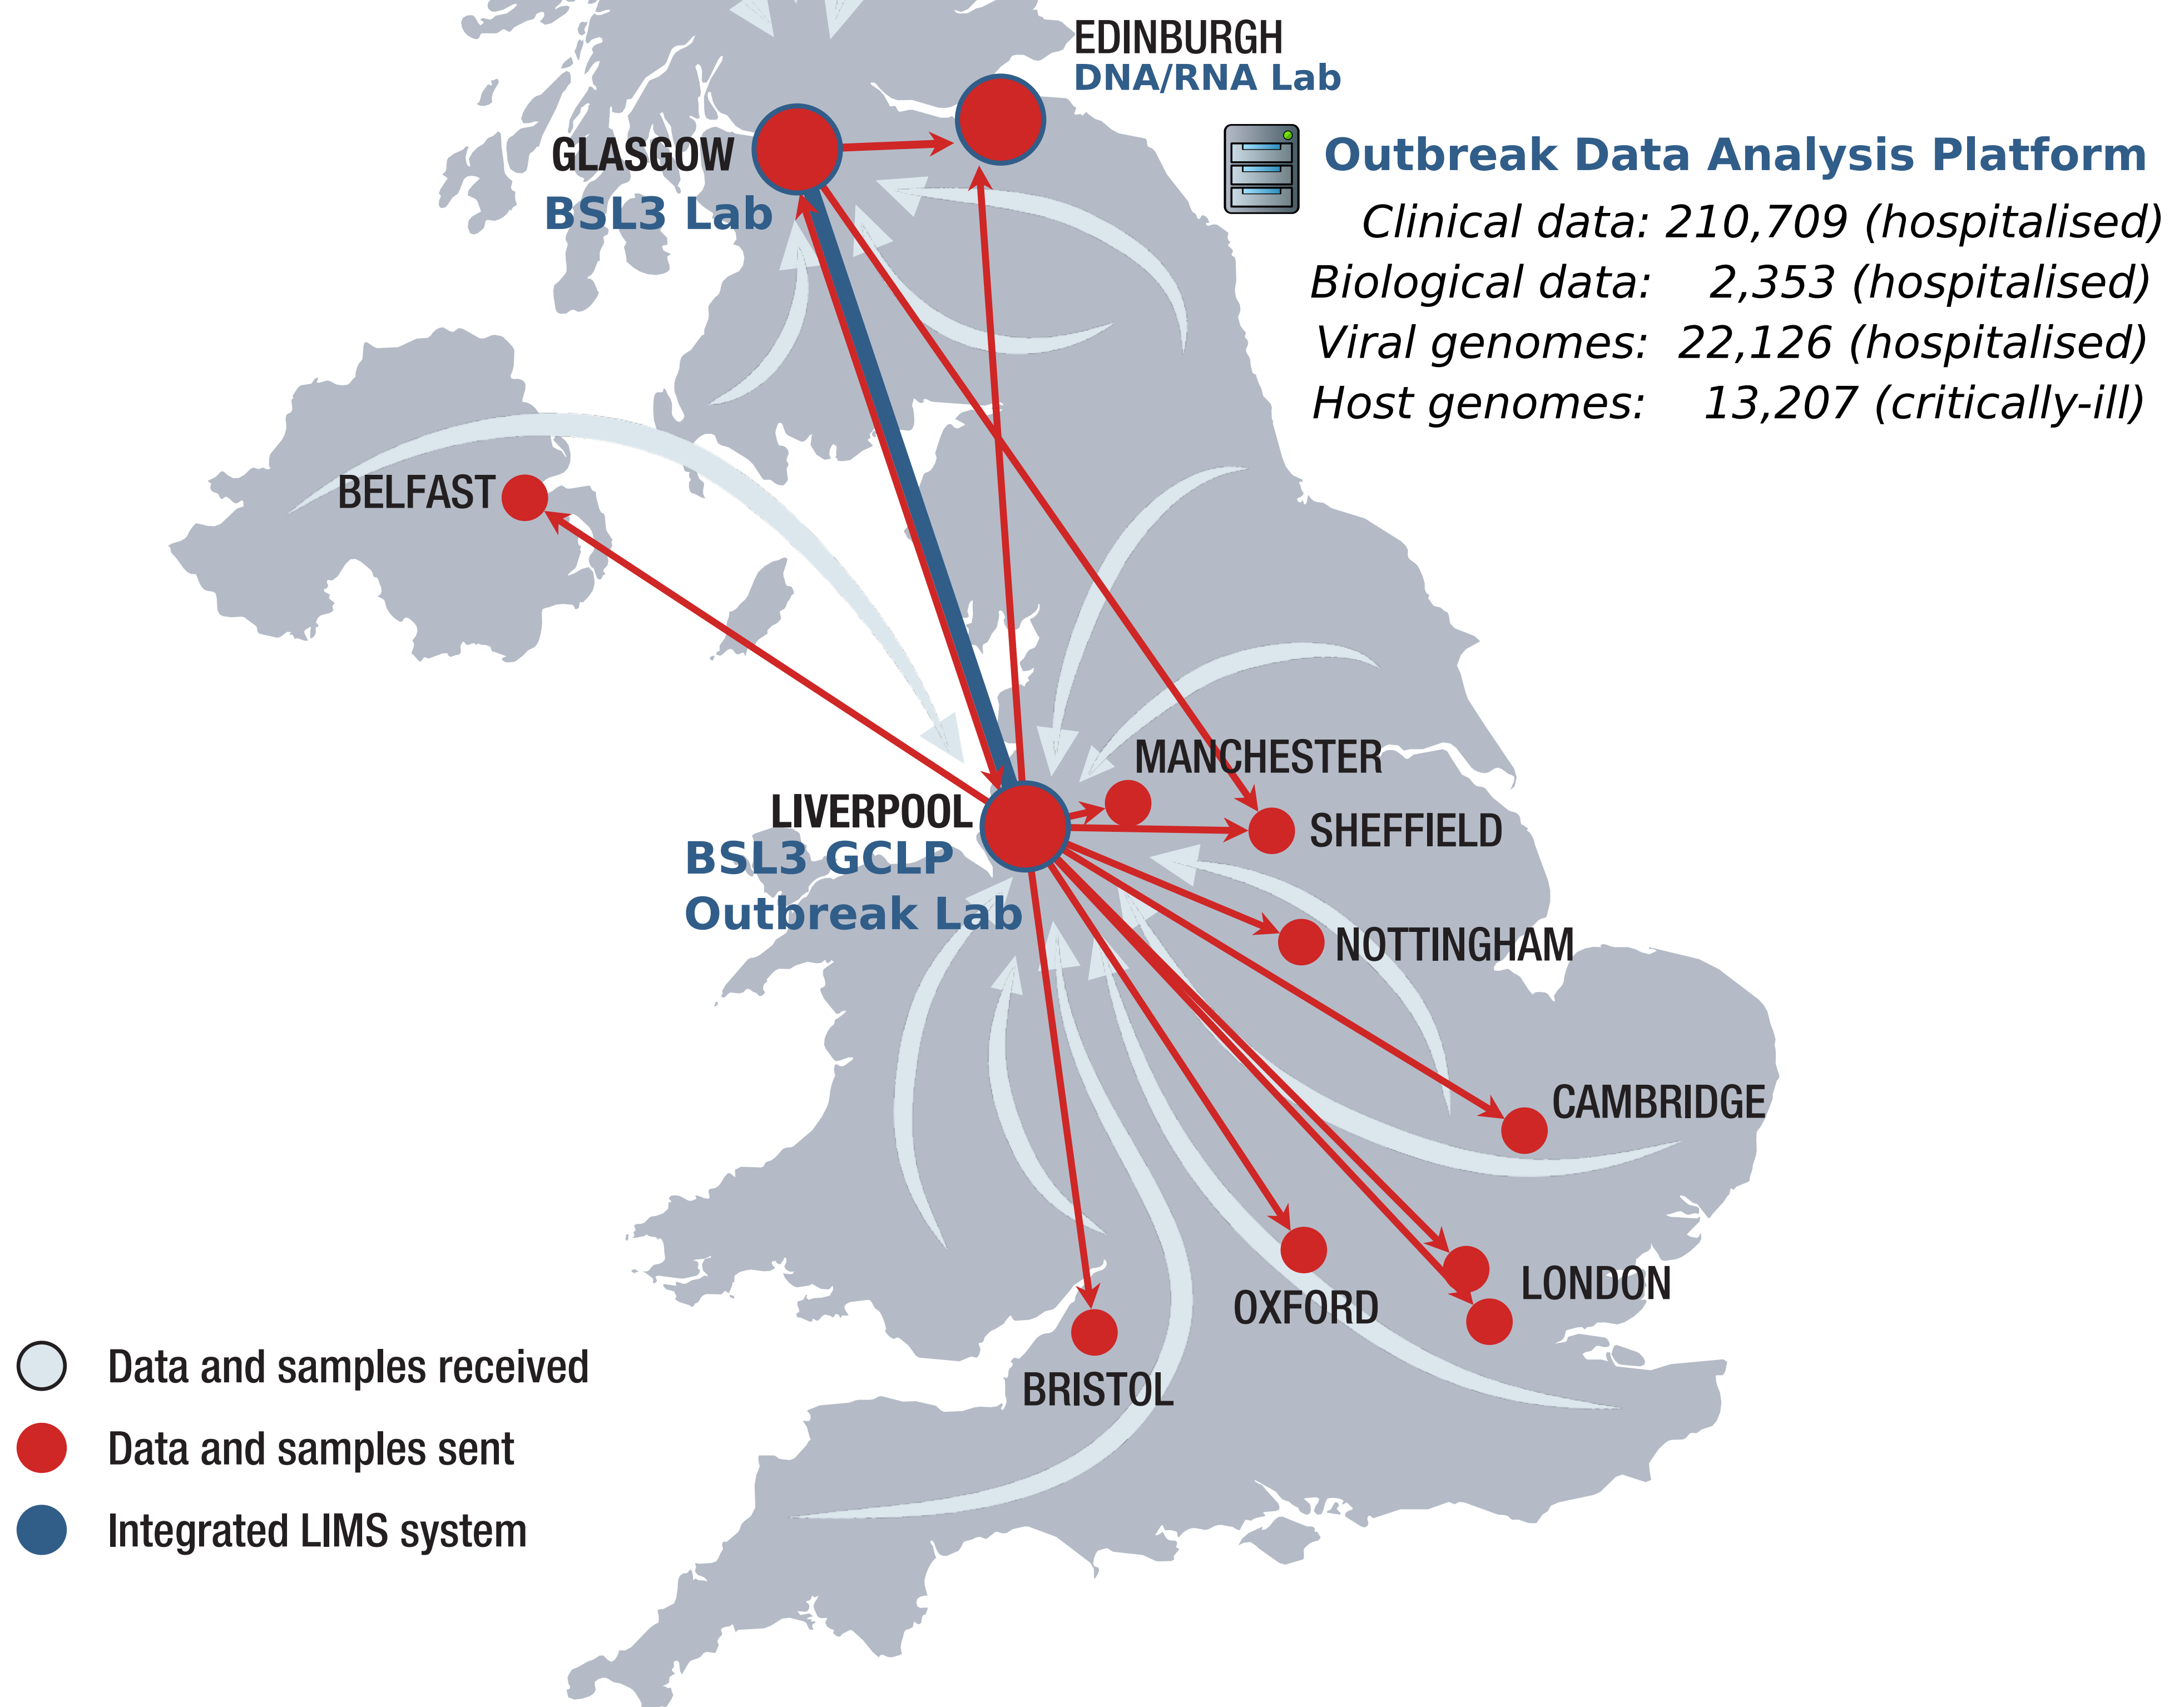 EDINBURGH
DNA/RNA Lab
GLASGOW
BSL3 Lab
Outbreak Data Analysis Platform
Clinical data: 210,709 (hospitalised)
Biological data: 2,353 (hospitalised)
Viral genomes: 22,126 (hospitalised)
Host genomes: 13,207 (critically-ill)
BELFAST
MANCHESTER
LIVERPOOL
BSL3 GCLP
Outbreak Lab
SHEFFIELD
NOTTINGHAM
CAMBRIDGE
LONDON
OXFORD
BRISTOL
Data and samples received
Data and samples sent
Integrated LIMS system